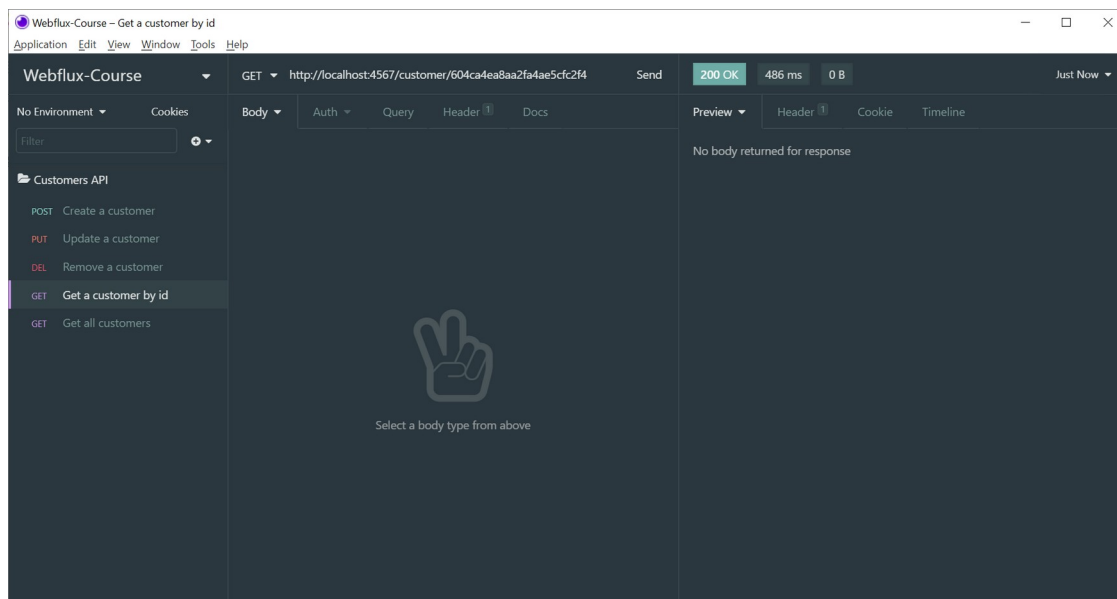 Webflux-Course – Get a customer by id
Application Edit View Window Tools Help
Webflux-Course
GET http://localhost:4567/customer/604ca4ea8aa2fa4ae5cfc2f4 Send
200 OK 486 ms 0 B Just Now
No Environment Cookies
Body Auth Query Header 1 Docs
Preview Header 1 Cookie Timeline
Filter
No body returned for response
Customers API
POST Create a customer
PUT Update a customer
DEL Remove a customer
GET Get a customer by id
GET Get all customers
Select a body type from above